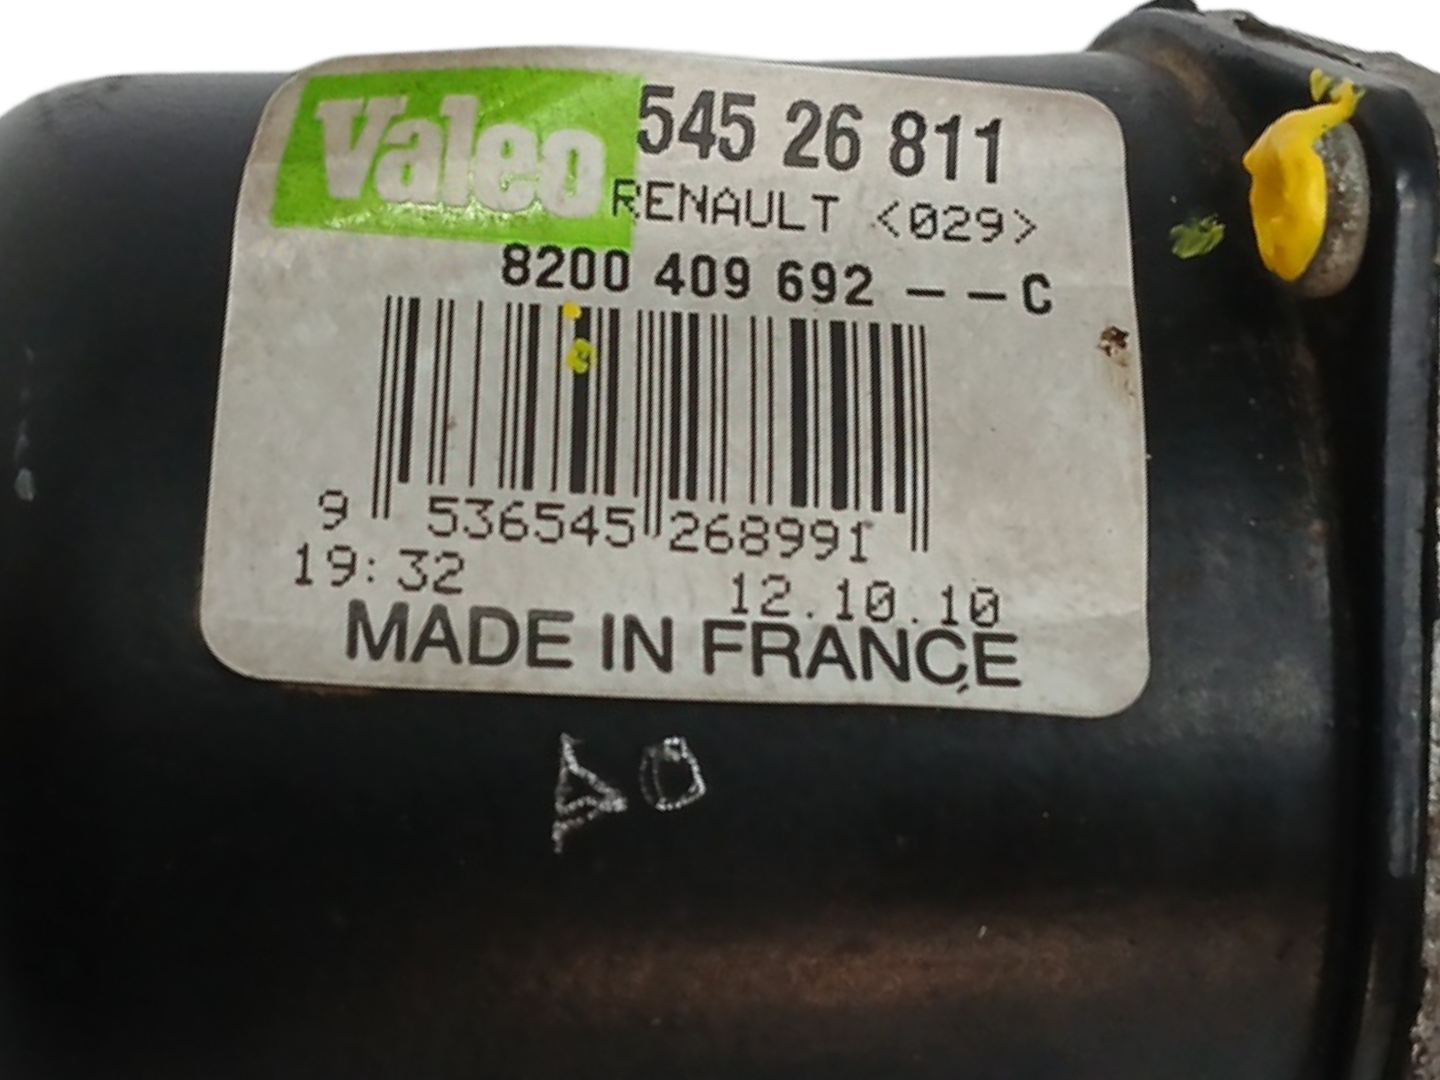 Valeo 545 26 811
RENAULT <029>
8200 409 692 – – C
9 536545 268991
19:32 12.10.10
MADE IN FRANCE